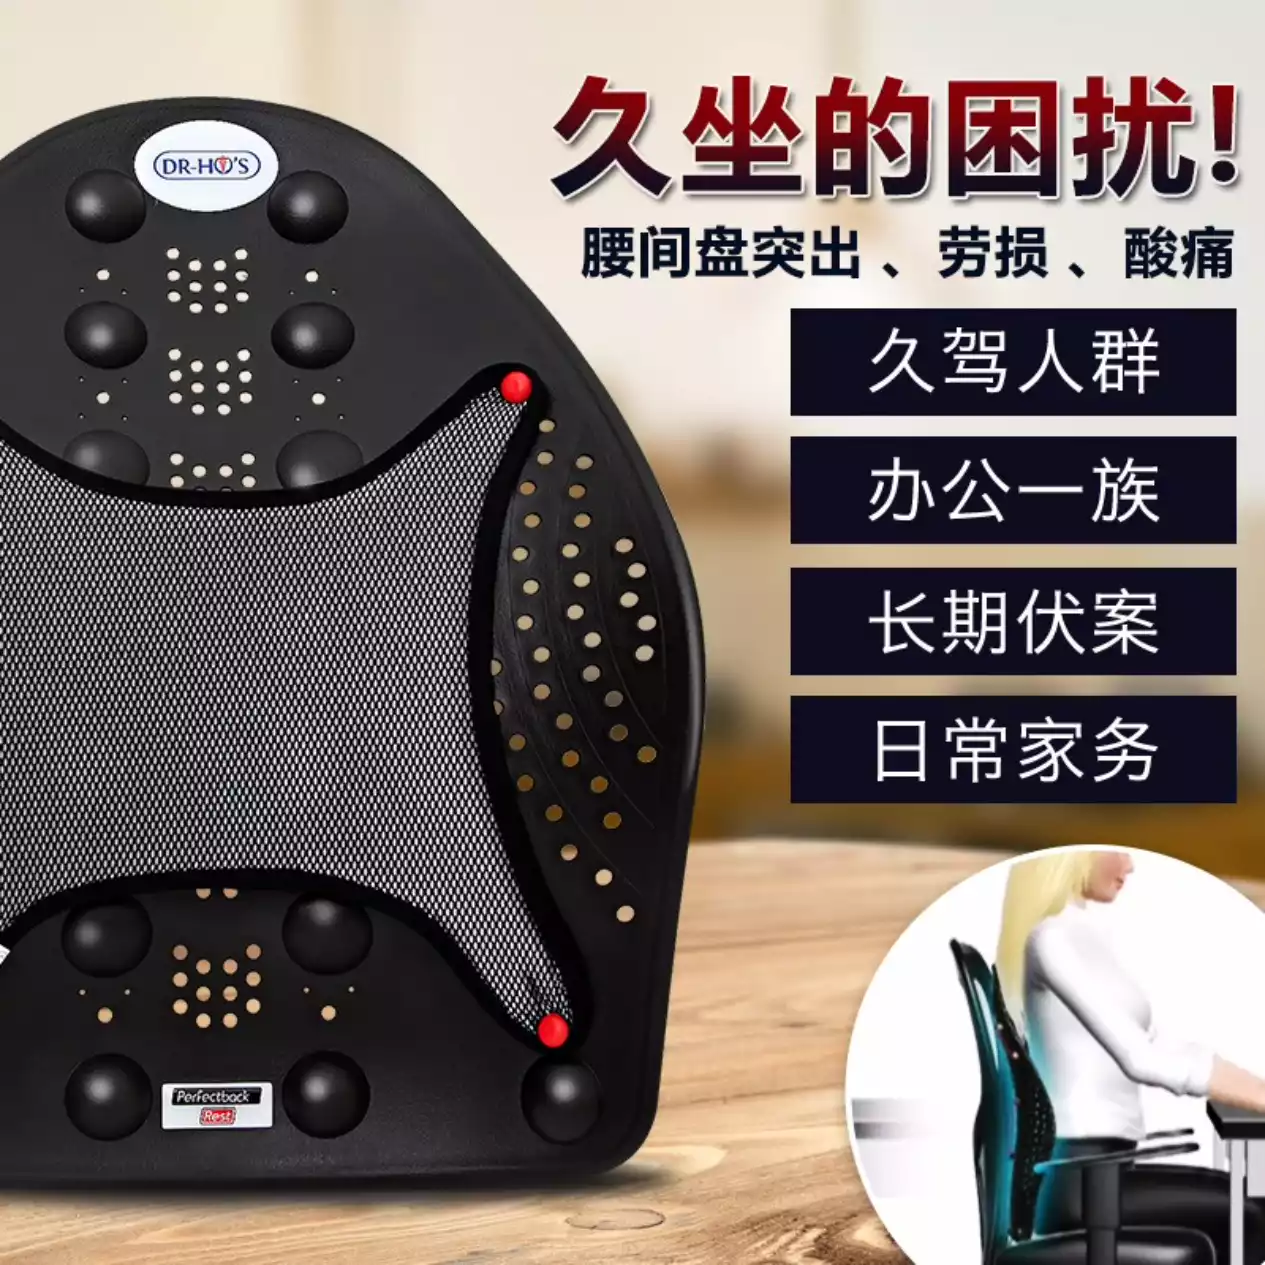 DR-HO'S
久坐的困扰!
腰间盘突出、劳损、酸痛
久驾人群
办公一族
长期伏案
日常家务
Perfectback
Rest